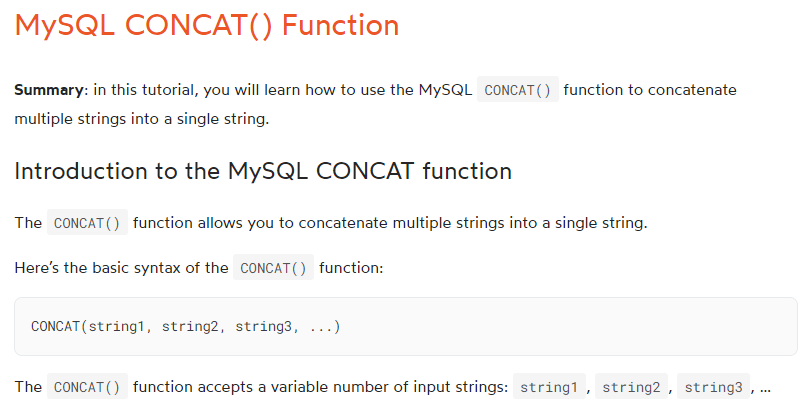 MySQL CONCAT() Function
Summary: in this tutorial, you will learn how to use the MySQL CONCAT() function to concatenate
multiple strings into a single string.
Introduction to the MySQL CONCAT function
The CONCAT() function allows you to concatenate multiple strings into a single string.
Here’s the basic syntax of the CONCAT() function:
CONCAT(string1, string2, string3, ...)
The CONCAT() function accepts a variable number of input strings: string1 , string2 , string3 , …